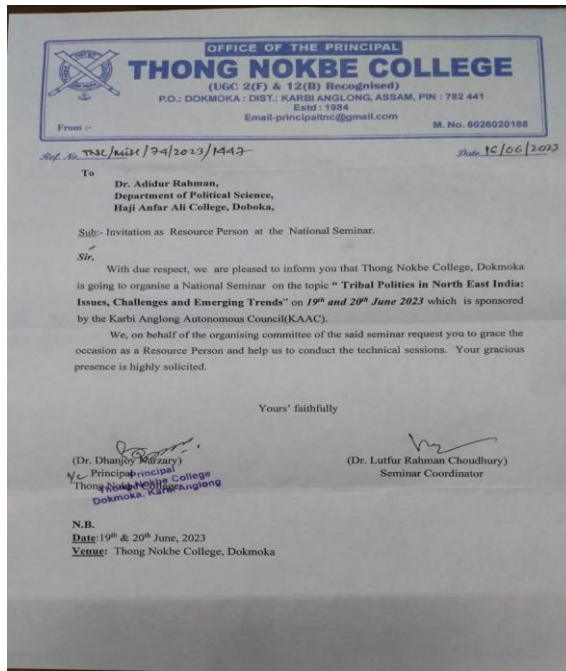 OFFICE OF THE PRINCIPAL
THONG NOKBE COLLEGE
(UGC 2(F) & 12(B) Recognised)
P.O.: DOKMOKA : DIST.: KARBI ANGLONG, ASSAM, PIN : 782 441
Estd : 1984
Email-principaltnc@gmail.com
From :-
M. No. 6026020186
Ref. No TNC/Misc/74/2023/1447
Date 16/06/2023
To
Dr. Adidur Rahman,
Department of Political Science,
Haji Anfar Ali College, Doboka,
Sub:- Invitation as Resource Person at the National Seminar.
Sir,
With due respect, we are pleased to inform you that Thong Nokbe College, Dokmoka
is going to organise a National Seminar on the topic “ Tribal Politics in North East India:
Issues, Challenges and Emerging Trends” on 19th and 20th June 2023 which is sponsored
by the Karbi Anglong Autonomous Council(KAAC).
We, on behalf of the organising committee of the said seminar request you to grace the
occasion as a Resource Person and help us to conduct the technical sessions. Your gracious
presence is highly solicited.
Yours' faithfully
(Dr. Dhanjoy Narzary)
I/c Principal
Thong Nokbe College
Principal
Thong Nokbe College
Dokmoka. Karbi Anglong
(Dr. Lutfur Rahman Choudhury)
Seminar Coordinator
N.B.
Date:19th & 20th June, 2023
Venue: Thong Nokbe College, Dokmoka